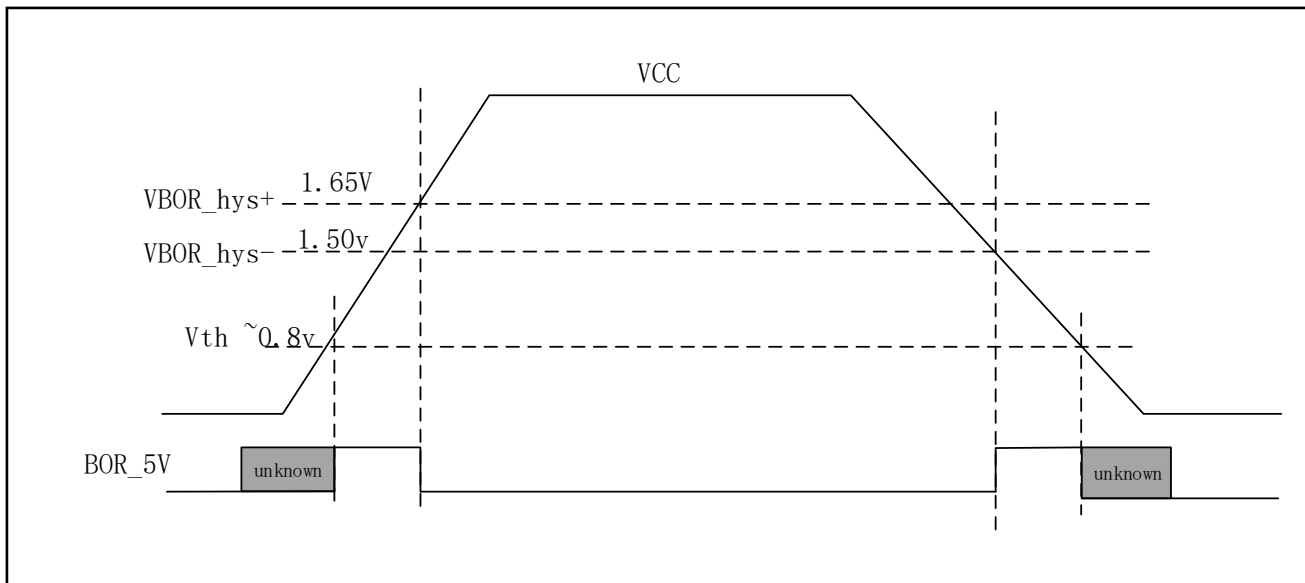 VCC
VBOR_hys+ 1.65V
VBOR_hys- 1.50v
Vth ~0.8v
BOR_5V unknown unknown